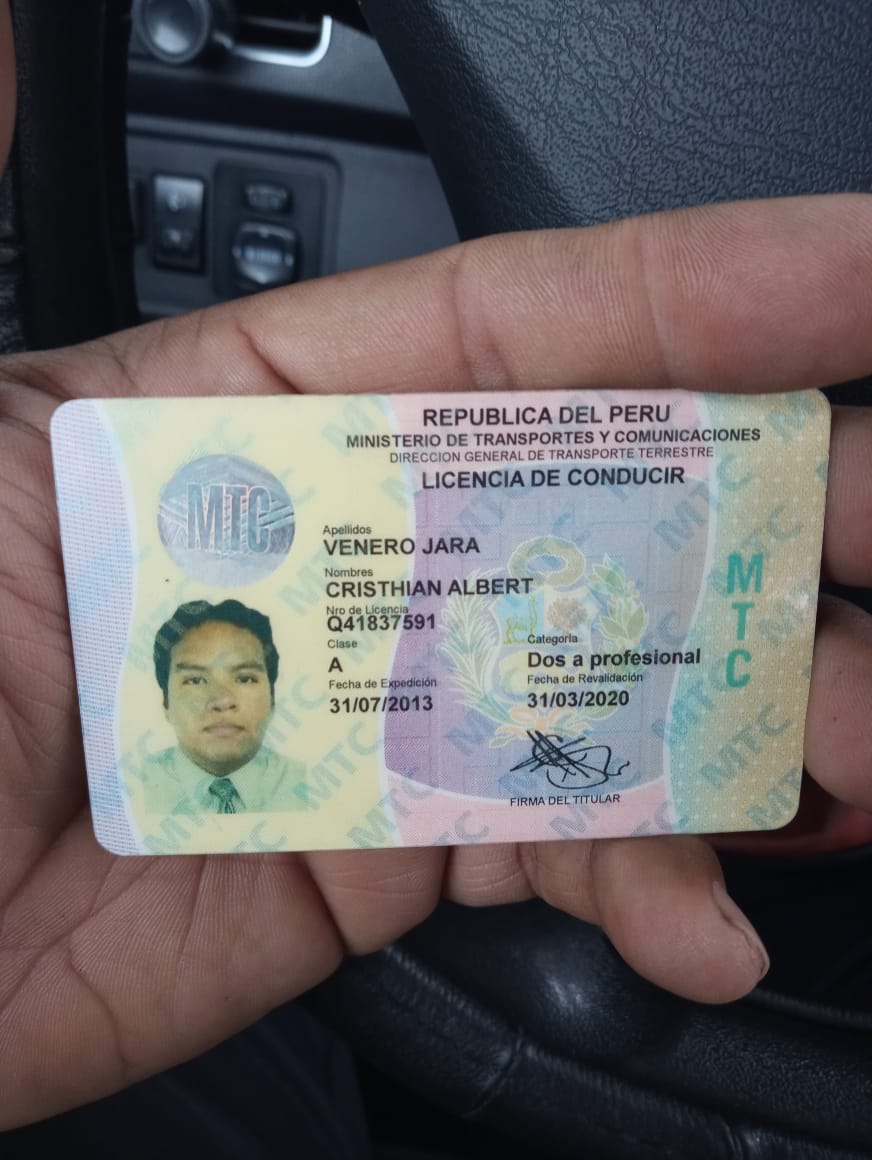 REPUBLICA DEL PERU
MINISTERIO DE TRANSPORTES Y COMUNICACIONES
DIRECCION GENERAL DE TRANSPORTE TERRESTRE
LICENCIA DE CONDUCIR
MTC
Apellidos
VENERO JARA
Nombres
CRISTHIAN ALBERT
Nro de Licencia
Q41837591
Clase
A
Categoria
Dos a profesional
Fecha de Expedición
31/07/2013
Fecha de Revalidación
31/03/2020
FIRMA DEL TITULAR
MTC